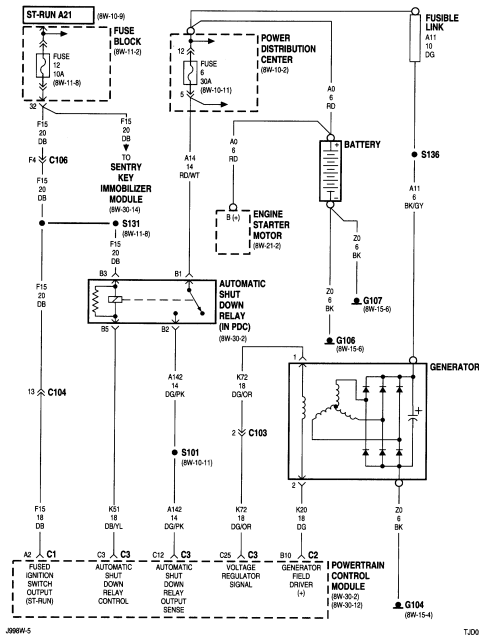 ST-RUN A21
(8W-10-9)
FUSE
BLOCK
(8W-11-2)
FUSE
12
10A
(8W-11-8)
32
F15
20
DB
F4
C106
F15
20
DB
F15
20
DB
TO
SENTRY
KEY
IMMOBILIZER
MODULE
(8W-30-14)
S131
(8W-11-8)
F15
20
DB
F15
20
DB
12
FUSE
6
30A
(8W-10-11)
5
POWER
DISTRIBUTION
CENTER
(8W-10-2)
A14
14
RD/WT
A0
6
RD
A0
6
RD
B (+)
ENGINE
STARTER
MOTOR
(8W-21-2)
+
BATTERY
-
FUSIBLE
LINK
A11
10
DG
S136
A11
6
BK/GY
Z0
6
BK
G107
(8W-15-6)
Z0
6
BK
G106
(8W-15-6)
B3
B1
AUTOMATIC
SHUT
DOWN
RELAY
(IN PDC)
(8W-30-2)
B5
B2
13
C104
A142
14
DG/PK
S101
(8W-10-11)
K72
18
DG/OR
2
C103
1
GENERATOR
+
2
F15
18
DB
K51
18
DB/YL
A142
14
DG/PK
K72
18
DG/OR
K20
18
DG
Z0
6
BK
A2
C1
C3
C3
C12
C3
C25
C3
B10
C2
FUSED
IGNITION
SWITCH
OUTPUT
(ST-RUN)
AUTOMATIC
SHUT
DOWN
RELAY
CONTROL
AUTOMATIC
SHUT
DOWN
RELAY
OUTPUT
SENSE
VOLTAGE
REGULATOR
SIGNAL
GENERATOR
FIELD
DRIVER
(+)
POWERTRAIN
CONTROL
MODULE
(8W-30-2)
(8W-30-12)
G104
(8W-15-4)
J998W-5
TJD0